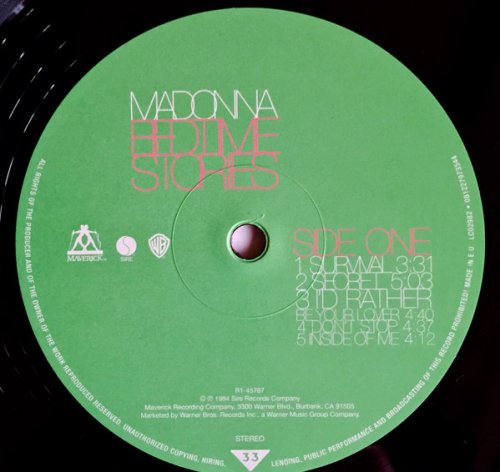 MADONNA
BEDTIME
STORIES
MAVERICK
SIRE
WB
SIDE ONE
1 SURVIVAL 3:31
2 SECRET 5:03
3 I'D RATHER
BE YOUR LOVER 4:40
4 DON'T STOP 4:37
5 INSIDE OF ME 4:12
R1-45767
© ℗ 1994 Sire Records Company
Maverick Recording Company, 3300 Warner Blvd., Burbank, CA 91505
Marketed by Warner Bros. Records Inc., a Warner Music Group Company.
STEREO
33
ALL RIGHTS OF THE PRODUCER AND OF THE OWNER OF THE WORK REPRODUCED RESERVED. UNAUTHORIZED COPYING, HIRING, LENDING, PUBLIC PERFORMANCE AND BROADCASTING OF THIS RECORD PROHIBITED! MADE IN E.U. LC02982 • 081227973544